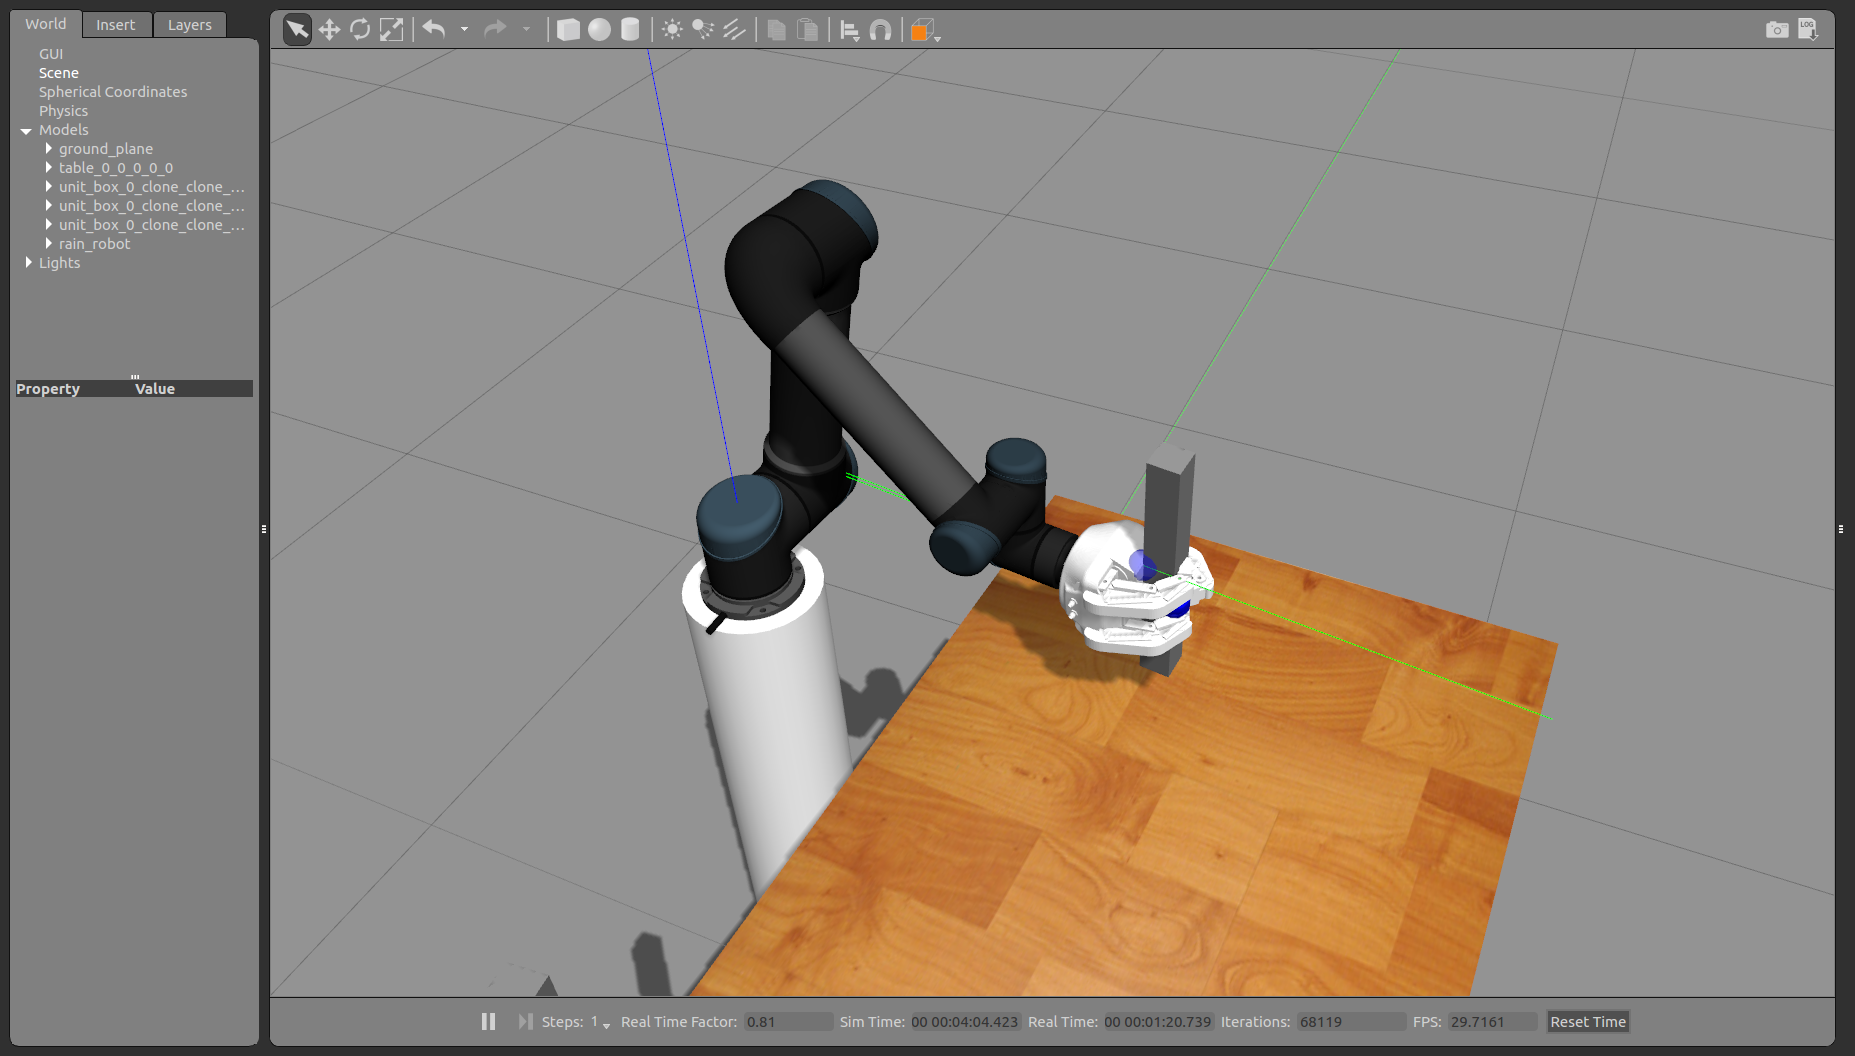 World Insert Layers
GUI
Scene
Spherical Coordinates
Physics
Models
ground_plane
table_0_0_0_0_0
unit_box_0_clone_clone_...
unit_box_0_clone_clone_...
unit_box_0_clone_clone_...
rain_robot
Lights
Property Value
LOG
Steps: 1 Real Time Factor: 0.81 Sim Time: 00 00:04:04.423 Real Time: 00 00:01:20.739 Iterations: 68119 FPS: 29.7161 Reset Time